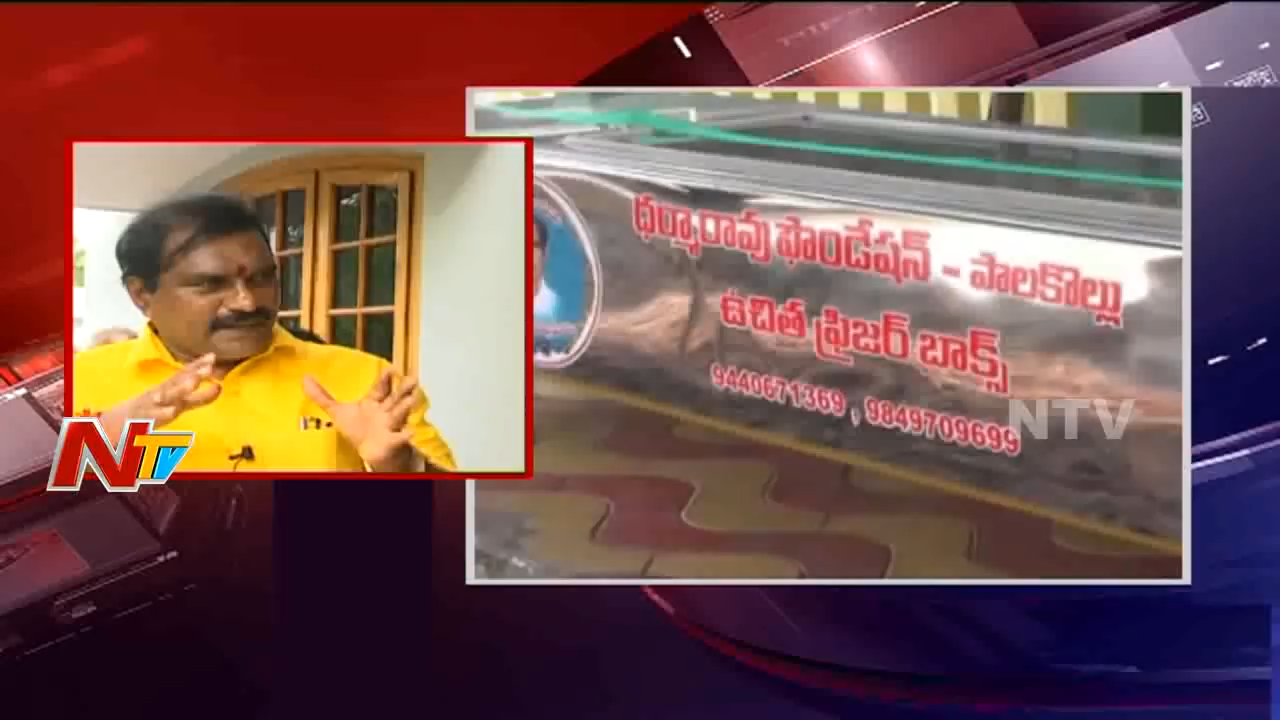 ధర్మారావు ఫౌండేషన్ - పాలకొల్లు
ఉచిత ఫ్రిజర్ బాక్స్
9440671369 , 9849709699
NTV
NTV